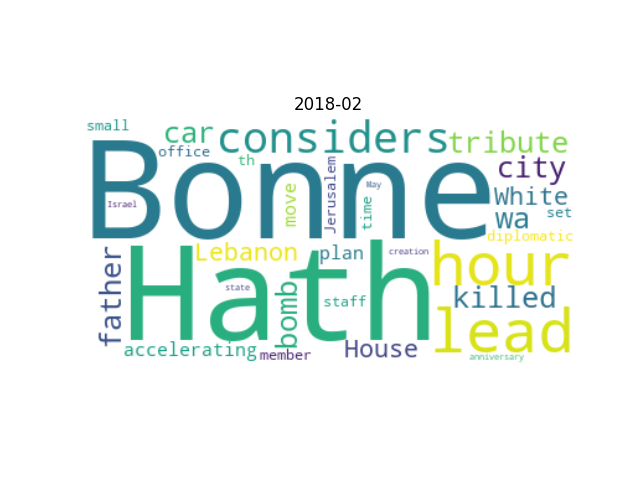 2018-02
small
car
considers
tribute
office
th
city
Bonne
Jerusalem
May
move
time
White
Israel
wa
set
diplomatic
father
Hath
Lebanon
plan
creation
hour
state
bomb
staff
killed
lead
accelerating
member
House
anniversary